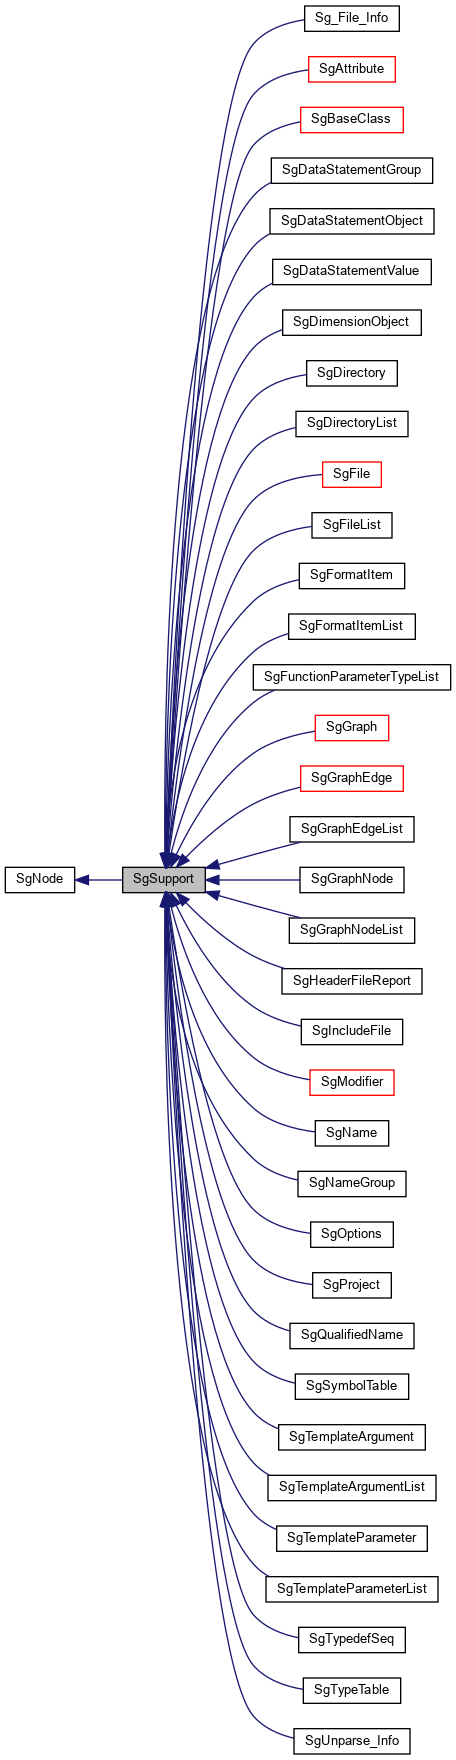 Sg_File_Info
SgAttribute
SgBaseClass
SgDataStatementGroup
SgDataStatementObject
SgDataStatementValue
SgDimensionObject
SgDirectory
SgDirectoryList
SgFile
SgFileList
SgFormatItem
SgFormatItemList
SgFunctionParameterTypeList
SgGraph
SgGraphEdge
SgGraphEdgeList
SgNode
SgSupport
SgGraphNode
SgGraphNodeList
SgHeaderFileReport
SgIncludeFile
SgModifier
SgName
SgNameGroup
SgOptions
SgProject
SgQualifiedName
SgSymbolTable
SgTemplateArgument
SgTemplateArgumentList
SgTemplateParameter
SgTemplateParameterList
SgTypedefSeq
SgTypeTable
SgUnparse_Info